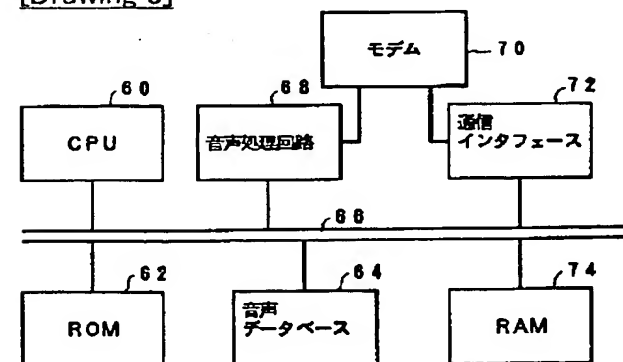 [Drawing
モデム
70
60
68
72
CPU
音声処理回路
通信
インタフェース
66
62
64
74
ROM
音声
データベース
RAM